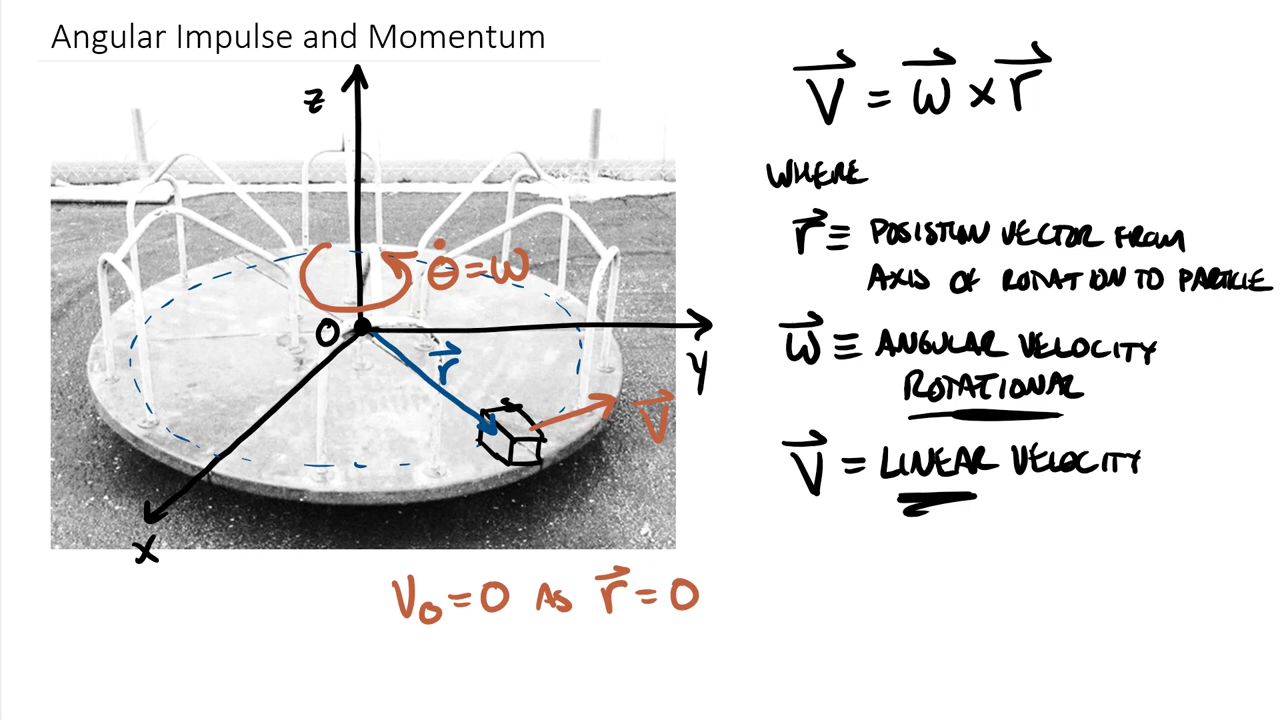 Angular Impulse and Momentum
z
θ̇ = ω
O
y
r⃗
v⃗
x
V₀ = 0 AS r⃗ = 0
V⃗ = ω⃗ × r⃗
WHERE
r⃗ ≡ POSISTION VECTOR FROM
AXIS OF ROTATION TO PARTICLE
ω⃗ ≡ ANGULAR VELOCITY
ROTATIONAL
V⃗ = LINEAR VELOCITY